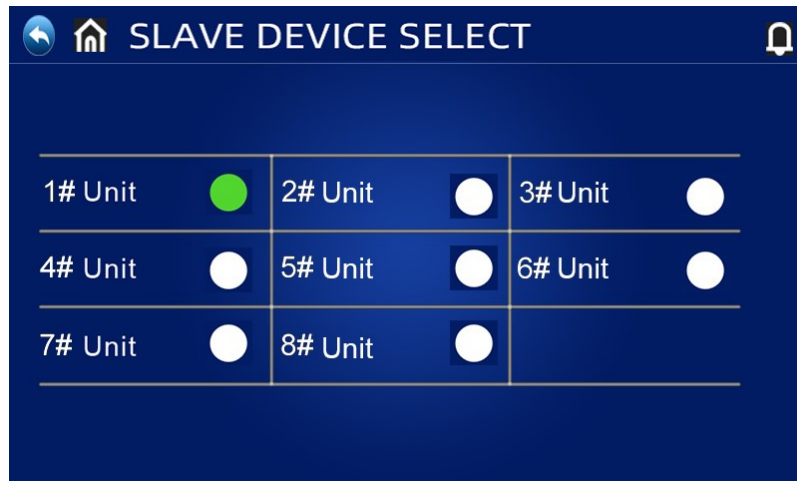 SLAVE DEVICE SELECT
1# Unit 2# Unit 3# Unit
4# Unit 5# Unit 6# Unit
7# Unit 8# Unit